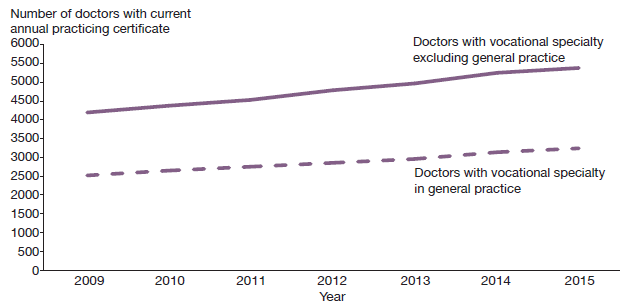 Number of doctors with current
annual practicing certificate
6000
5500
5000
4500
4000
3500
3000
2500
2000
1500
1000
500
0
Doctors with vocational specialty
excluding general practice
Doctors with vocational specialty
in general practice
2009 2010 2011 2012 2013 2014 2015
Year